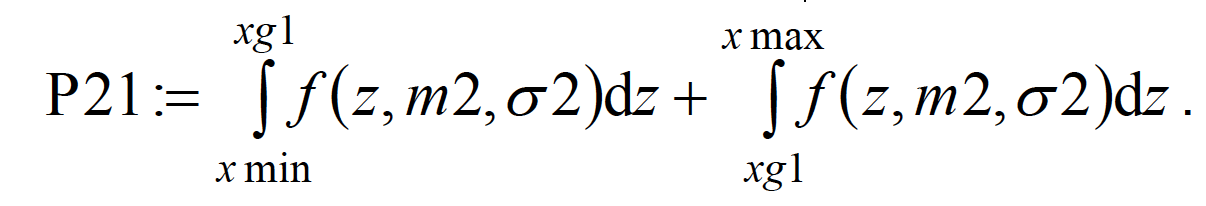 P21 := ∫_{x min}^{xg1} f(z, m2, σ2)dz + ∫_{xg1}^{x max} f(z, m2, σ2)dz .